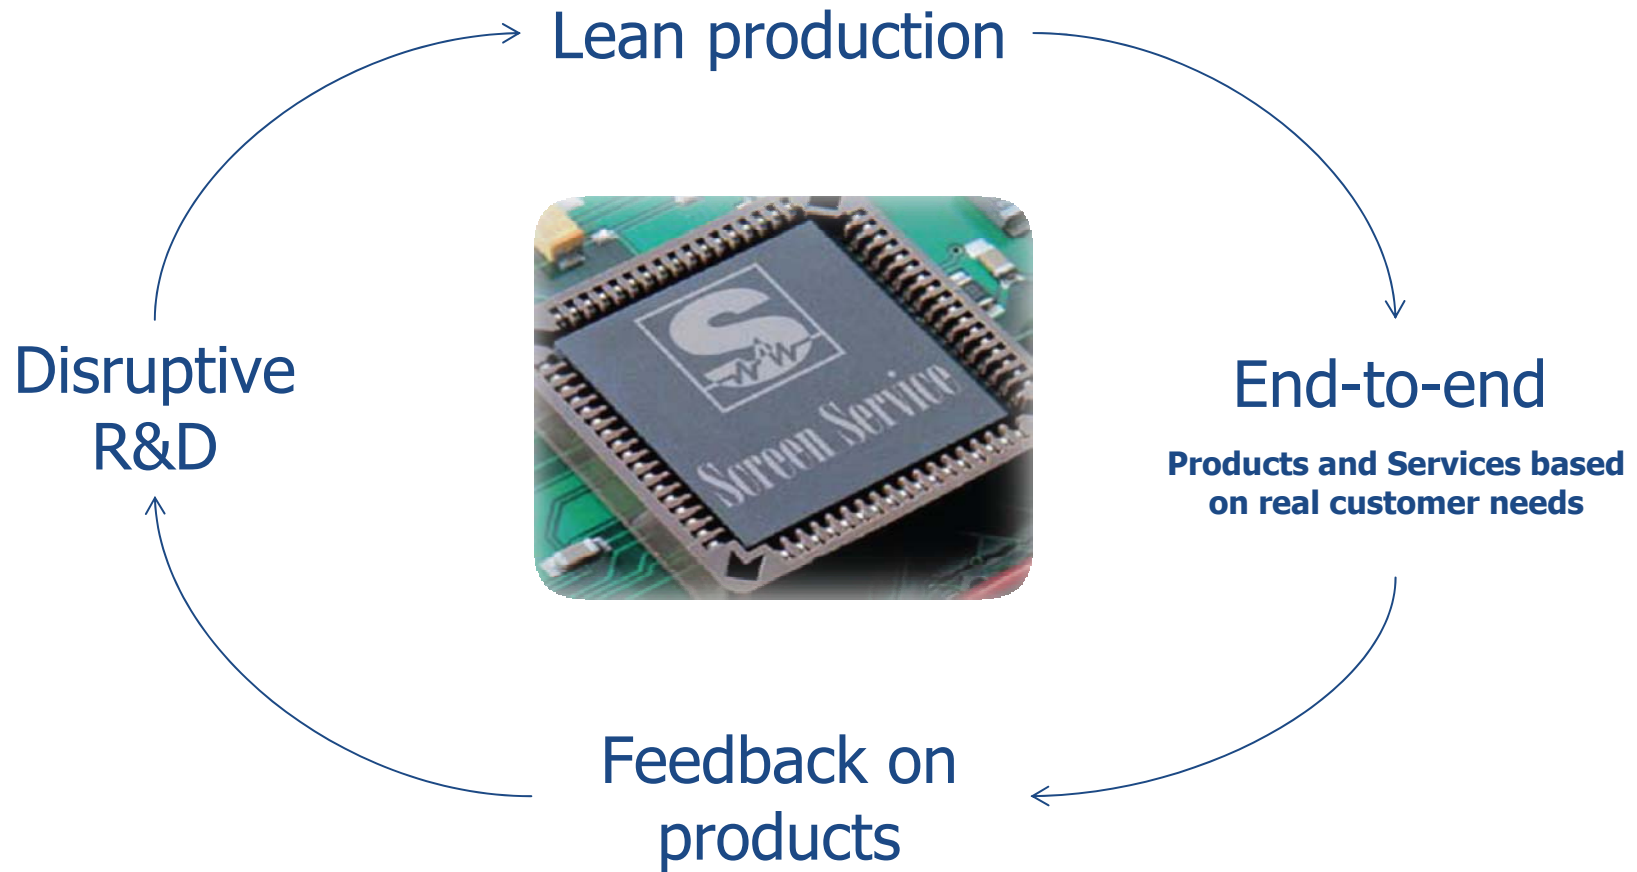 Lean production
Disruptive
R&D
Screen Service
End-to-end
Products and Services based
on real customer needs
Feedback on
products